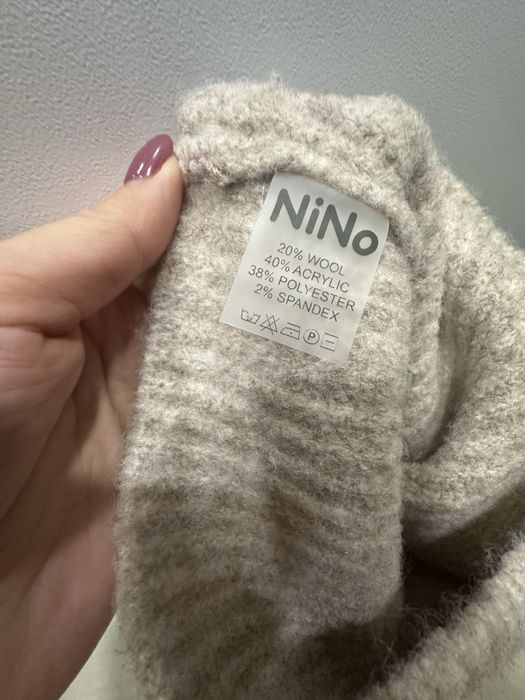 NiNo
20% WOOL
40% ACRYLIC
38% POLYESTER
2% SPANDEX
P